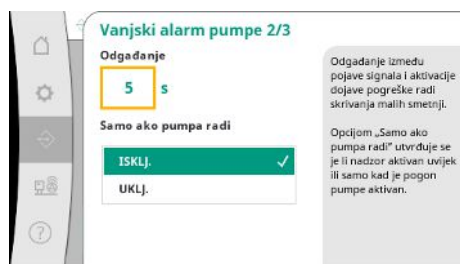 Vanjski alarm pumpe 2/3
Odgađanje
5 s
Samo ako pumpa radi
ISKLJ.
UKLJ.
Odgađanje između
pojave signala i aktivacije
dojave pogreške radi
skrivanja malih smetnji.
Opcijom „Samo ako
pumpa radi” utvrđuje se
je li nadzor aktivan uvijek
ili samo kad je pogon
pumpe aktivan.